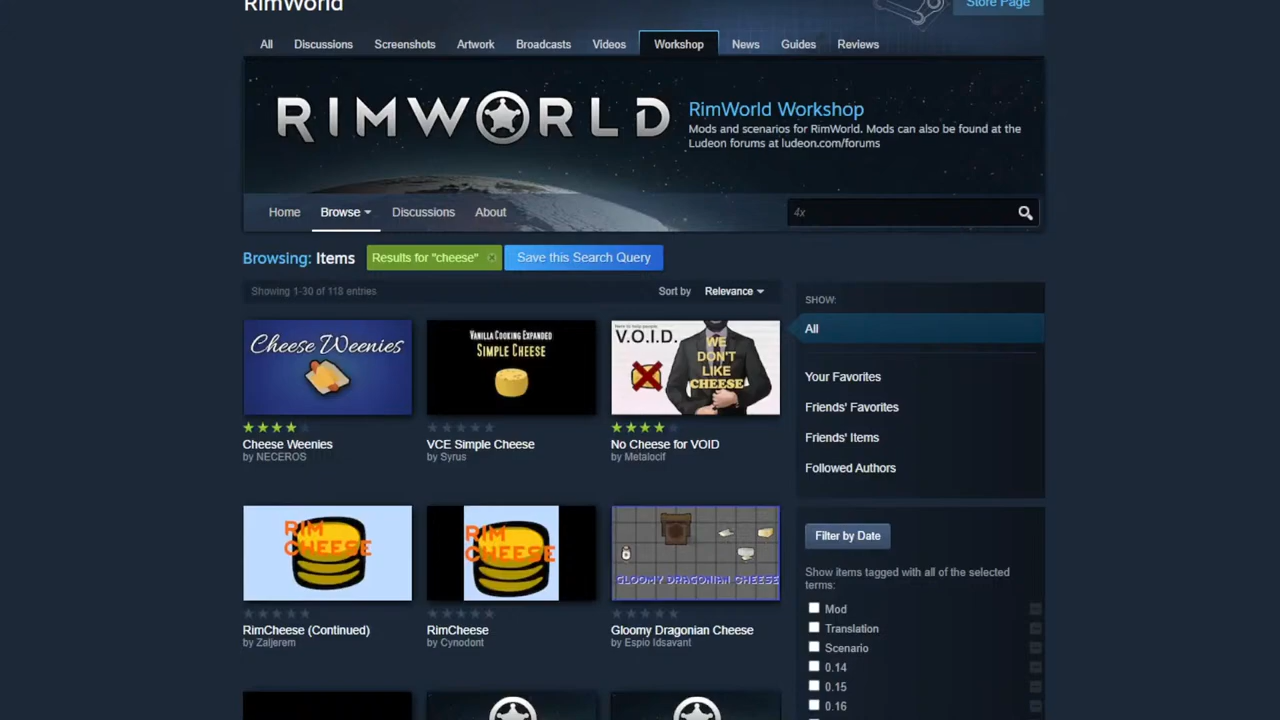 RimWorld
Store Page
All Discussions Screenshots Artwork Broadcasts Videos Workshop News Guides Reviews
RIMWORLD
RimWorld Workshop
Mods and scenarios for RimWorld. Mods can also be found at the
Ludeon forums at ludeon.com/forums
Home Browse Discussions About
4x
Browsing: Items Results for "cheese" x Save this Search Query
Showing 1-30 of 118 entries
Sort by Relevance
Cheese Weenies
VANILLA COOKING EXPANDED
SIMPLE CHEESE
V.O.I.D.
WE
DON'T
LIKE
CHEESE
Cheese Weenies
by NECEROS
VCE Simple Cheese
by Syrus
No Cheese for VOID
by Metalocif
RIM
CHEESE
RIM
CHEESE
GLOOMY DRAGONIAN CHEESE
RimCheese (Continued)
by Zaljerem
RimCheese
by Cynodont
Gloomy Dragonian Cheese
by Espio Idsavant
SHOW:
All
Your Favorites
Friends' Favorites
Friends' Items
Followed Authors
Filter by Date
Show items tagged with all of the selected
terms:
Mod
Translation
Scenario
0.14
0.15
0.16